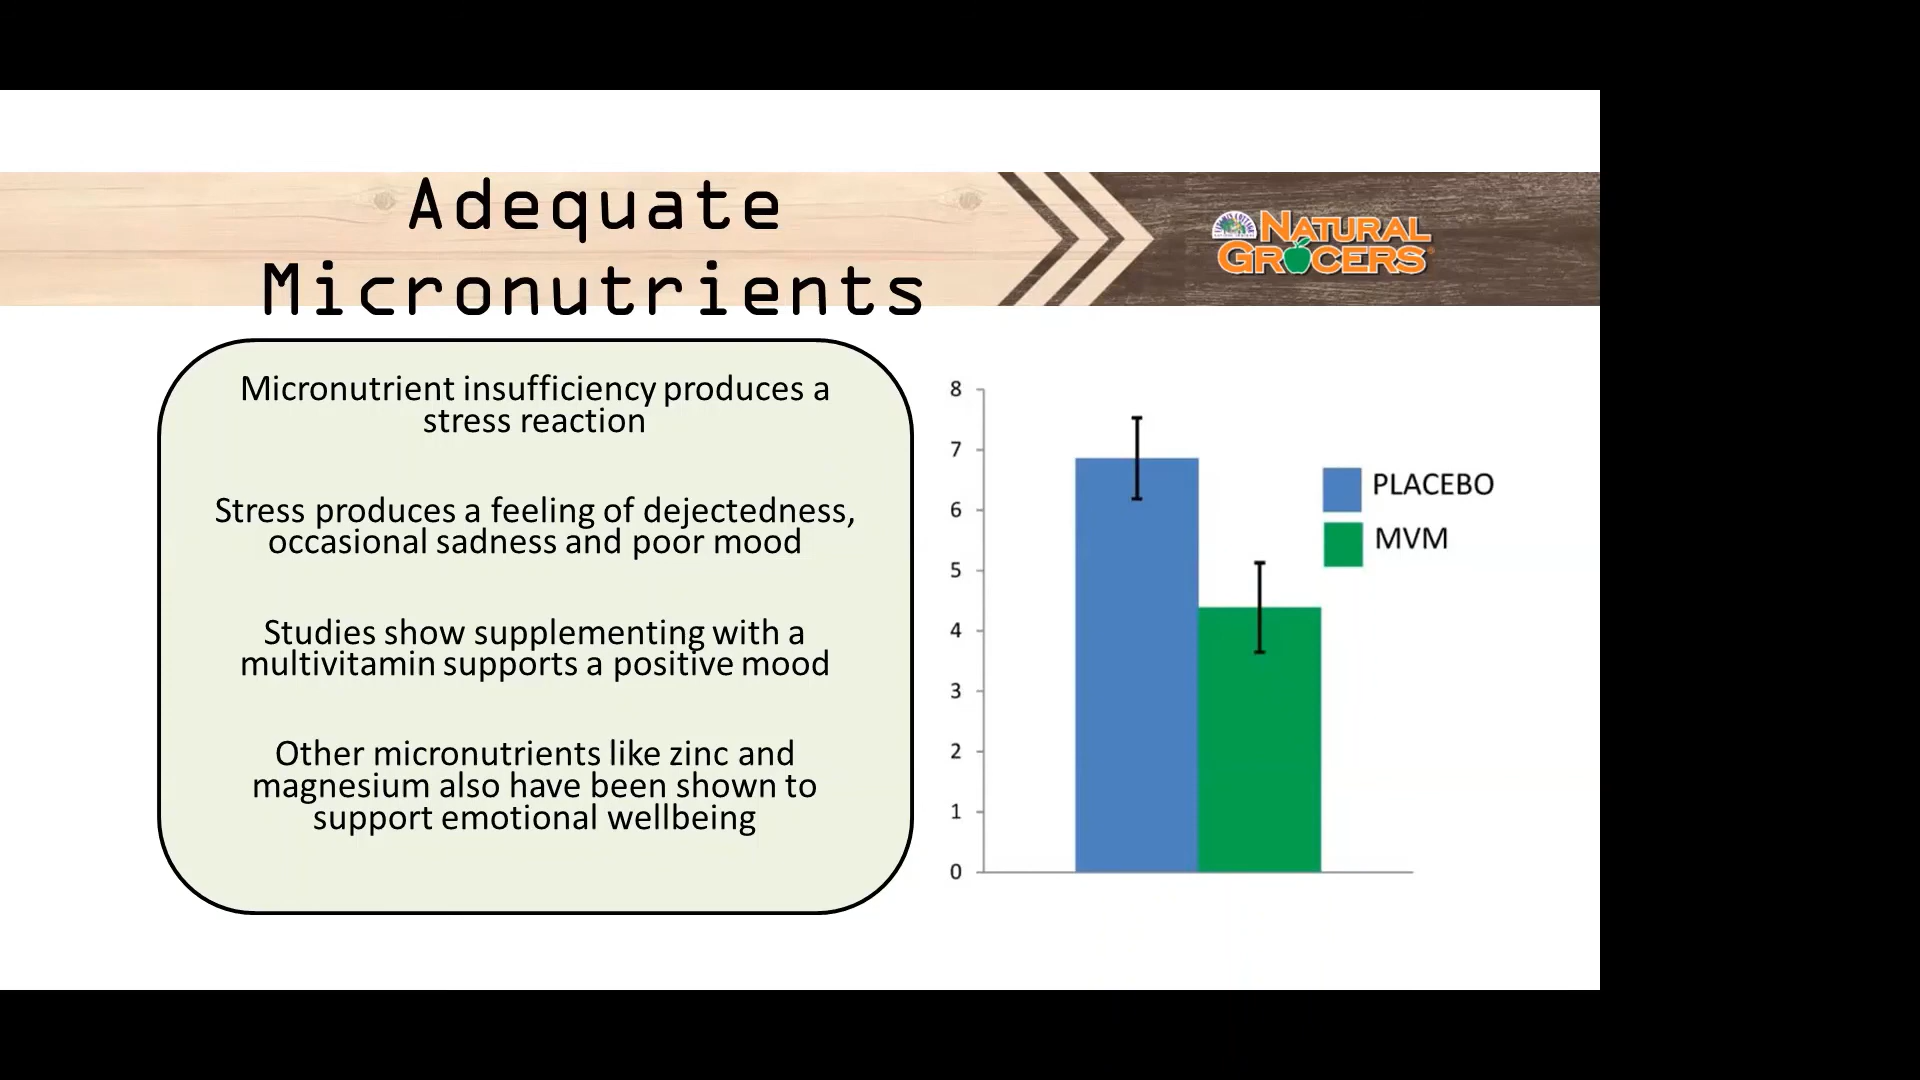 Adequate
Micronutrients
NATURAL
GROCERS
Micronutrient insufficiency produces a
stress reaction
Stress produces a feeling of dejectedness,
occasional sadness and poor mood
Studies show supplementing with a
multivitamin supports a positive mood
Other micronutrients like zinc and
magnesium also have been shown to
support emotional wellbeing
8
7
6
5
4
3
2
1
0
PLACEBO
MVM